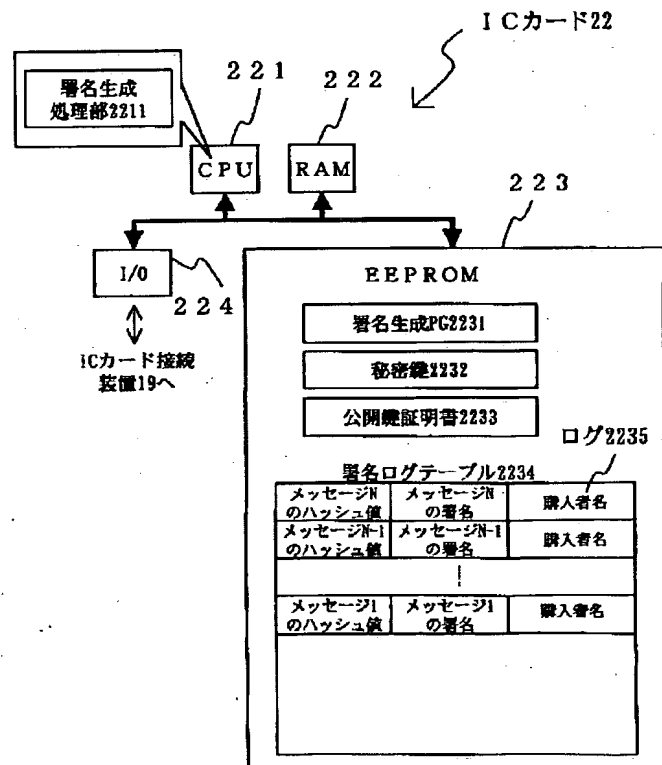 ICカード22
署名生成
処理部2211
221
222
CPU
RAM
223
I/O
224
ICカード接続
装置19へ
EEPROM
署名生成PG2231
秘密鍵2232
公開鍵証明書2233
ログ2235
署名ログテーブル2234
メッセージN
のハッシュ値
メッセージN
の署名
購入者名
メッセージN-1
のハッシュ値
メッセージN-1
の署名
購入者名
メッセージ1
のハッシュ値
メッセージ1
の署名
購入者名